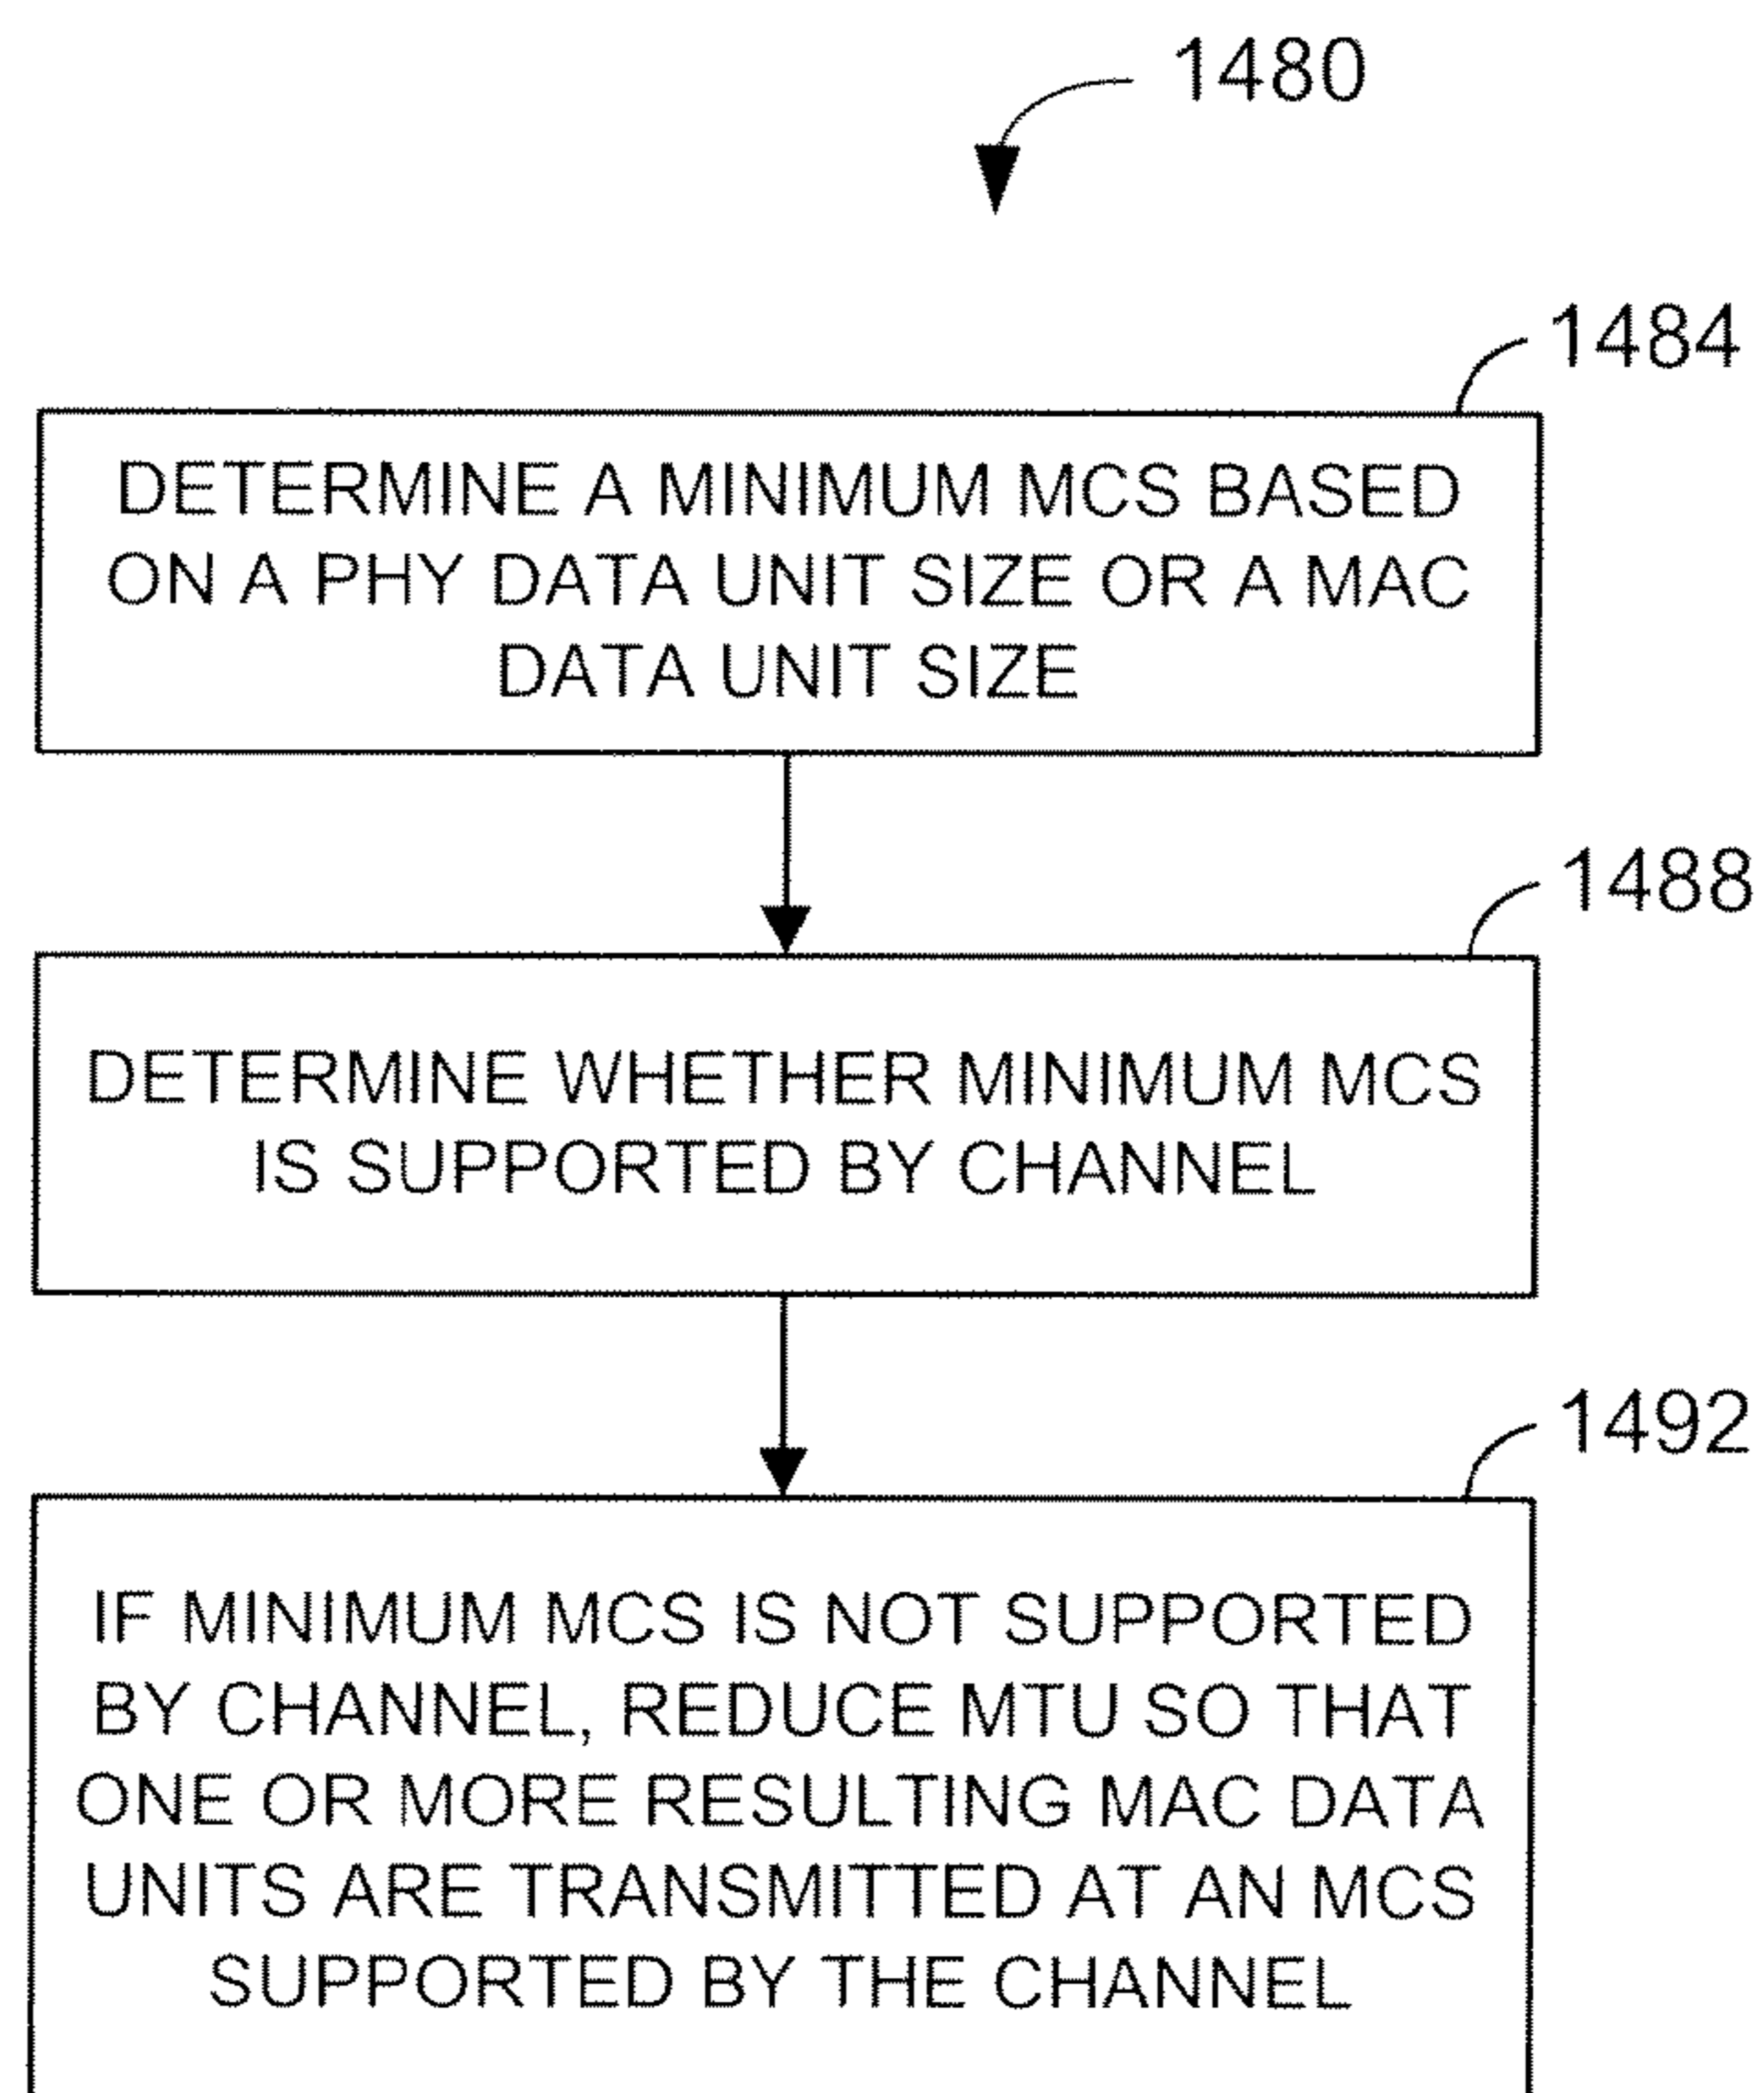 1480
1484
DETERMINE A MINIMUM MCS BASED
ON A PHY DATA UNIT SIZE OR A MAC
DATA UNIT SIZE
1488
DETERMINE WHETHER MINIMUM MCS
IS SUPPORTED BY CHANNEL
1492
IF MINIMUM MCS IS NOT SUPPORTED
BY CHANNEL, REDUCE MTU SO THAT
ONE OR MORE RESULTING MAC DATA
UNITS ARE TRANSMITTED AT AN MCS
SUPPORTED BY THE CHANNEL